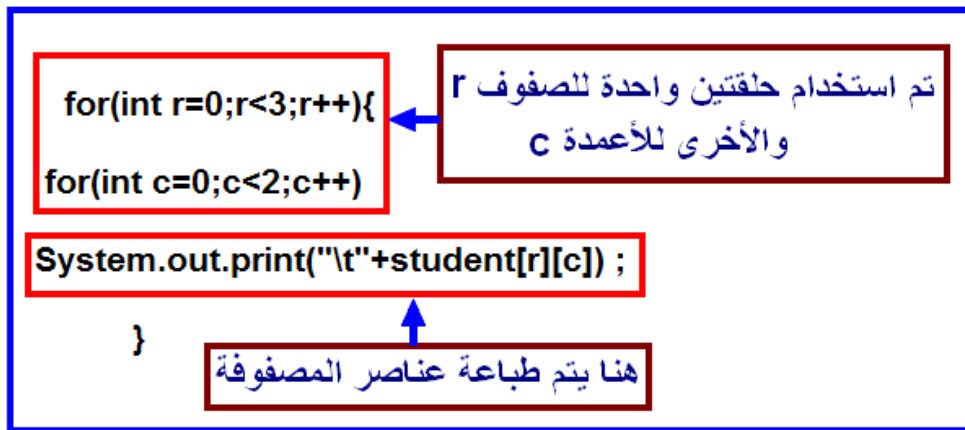 for(int r=0;r<3;r++){
تم استخدام حلقتين واحدة للصفوف r
والأخرى للأعمدة c
for(int c=0;c<2;c++)
System.out.print("\t"+student[r][c]) ;
}
هنا يتم طباعة عناصر المصفوفة